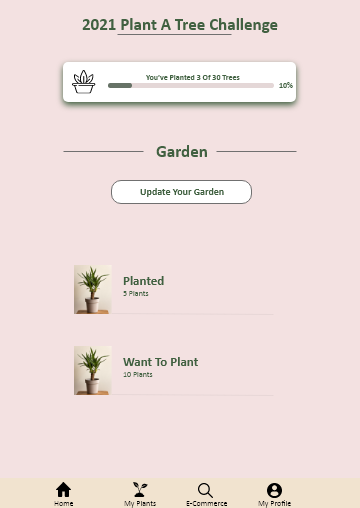 2021 Plant A Tree Challenge
You've Planted 3 Of 30 Trees
10%
Garden
Update Your Garden
Planted
5 Plants
Want To Plant
10 Plants
Home My Plants E-Commerce My Profile